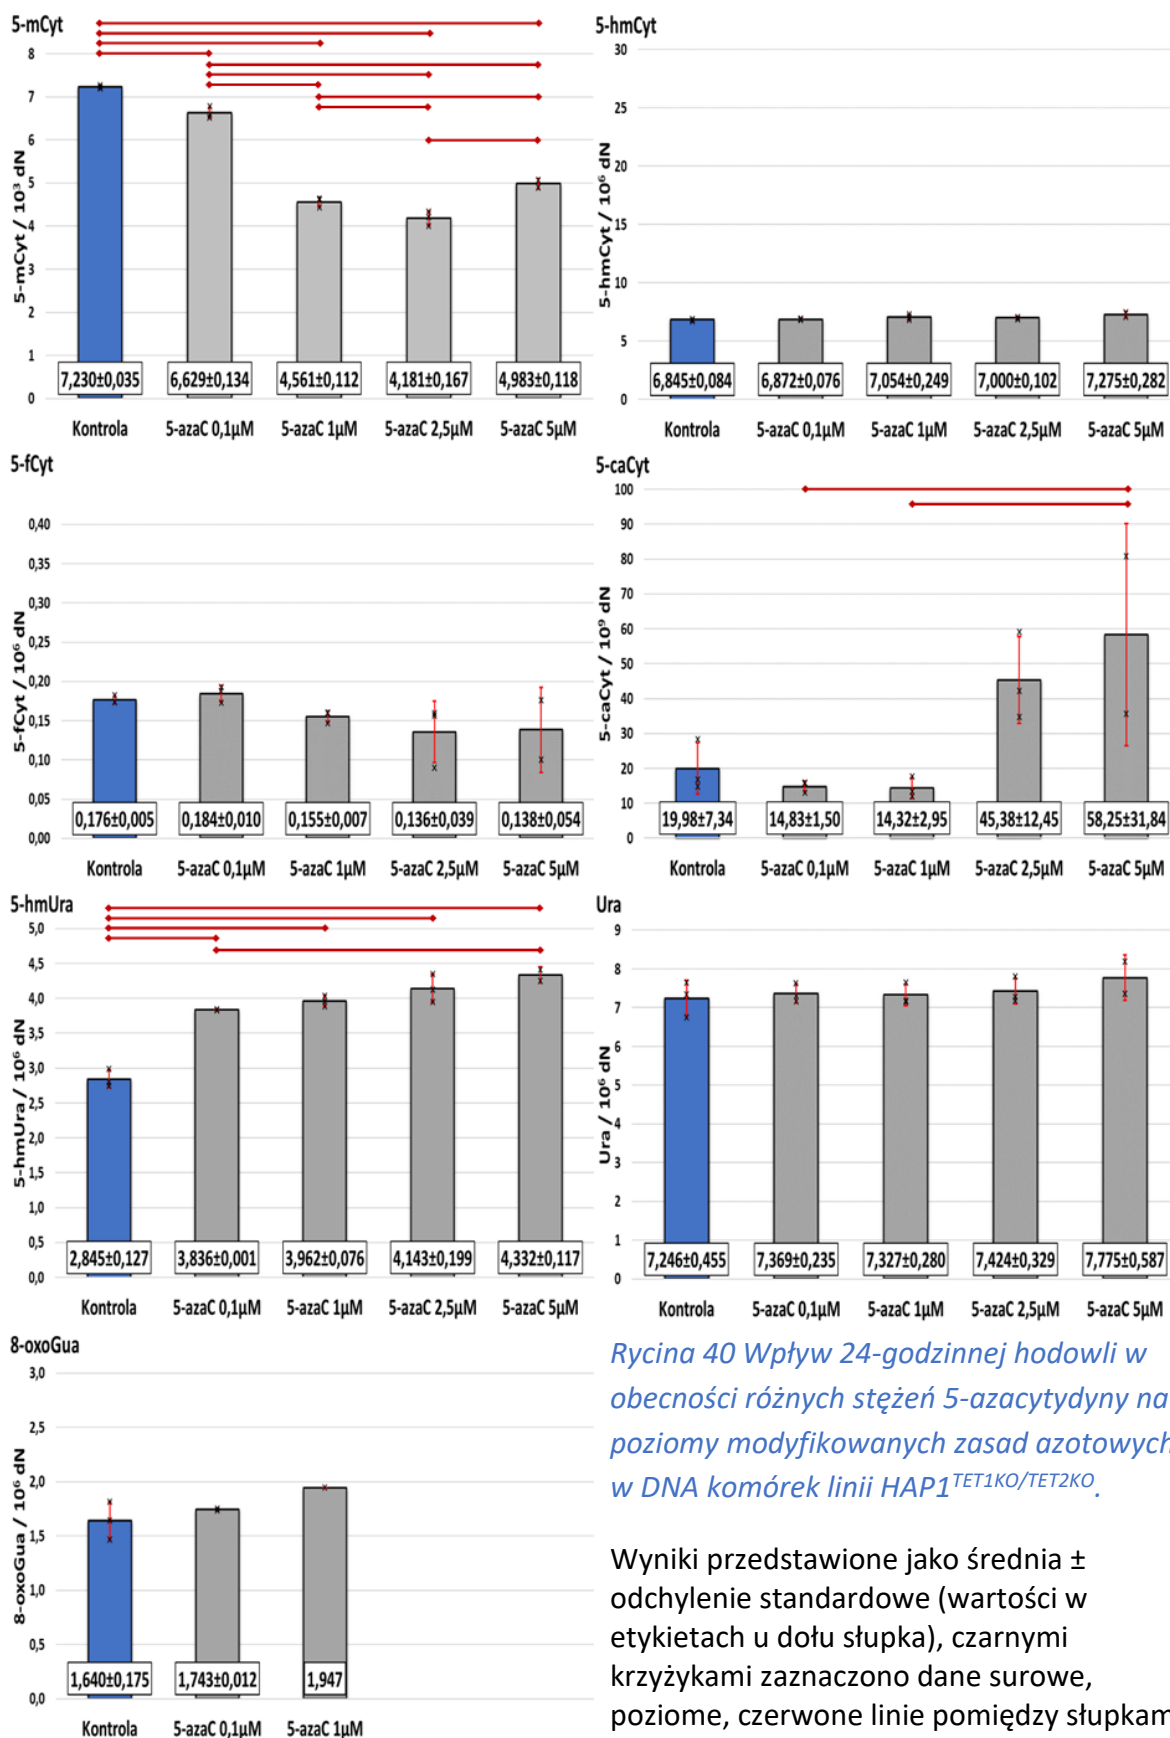 5-mCyt
5-mCyt / 10³ dN
8
7
6
5
4
3
2
1
0
7,230±0,035 6,629±0,134 4,561±0,112 4,181±0,167 4,983±0,118
Kontrola 5-azaC 0,1µM 5-azaC 1µM 5-azaC 2,5µM 5-azaC 5µM
5-hmCyt
5-hmCyt / 10⁶ dN
30
25
20
15
10
5
0
6,845±0,084 6,872±0,076 7,054±0,249 7,000±0,102 7,275±0,282
Kontrola 5-azaC 0,1µM 5-azaC 1µM 5-azaC 2,5µM 5-azaC 5µM
5-fCyt
5-fCyt / 10⁶ dN
0,40
0,35
0,30
0,25
0,20
0,15
0,10
0,05
0,00
0,176±0,005 0,184±0,010 0,155±0,007 0,136±0,039 0,138±0,054
Kontrola 5-azaC 0,1µM 5-azaC 1µM 5-azaC 2,5µM 5-azaC 5µM
5-caCyt
5-caCyt / 10⁹ dN
100
90
80
70
60
50
40
30
20
10
0
19,98±7,34 14,83±1,50 14,32±2,95 45,38±12,45 58,25±31,84
Kontrola 5-azaC 0,1µM 5-azaC 1µM 5-azaC 2,5µM 5-azaC 5µM
5-hmUra
5-hmUra / 10⁶ dN
5,0
4,5
4,0
3,5
3,0
2,5
2,0
1,5
1,0
0,5
0,0
2,845±0,127 3,836±0,001 3,962±0,076 4,143±0,199 4,332±0,117
Kontrola 5-azaC 0,1µM 5-azaC 1µM 5-azaC 2,5µM 5-azaC 5µM
Ura
Ura / 10⁶ dN
9
8
7
6
5
4
3
2
1
0
7,246±0,455 7,369±0,235 7,327±0,280 7,424±0,329 7,775±0,587
Kontrola 5-azaC 0,1µM 5-azaC 1µM 5-azaC 2,5µM 5-azaC 5µM
8-oxoGua
8-oxoGua / 10⁶ dN
3,0
2,5
2,0
1,5
1,0
0,5
0,0
1,640±0,175 1,743±0,012 1,947
Kontrola 5-azaC 0,1µM 5-azaC 1µM
Rycina 40 Wpływ 24-godzinnej hodowli w
obecności różnych stężeń 5-azacytydyny na
poziomy modyfikowanych zasad azotowych
w DNA komórek linii HAP1ᵀᴱᵀ¹ᴷᴼ/ᵀᴱᵀ²ᴷᴼ.
Wyniki przedstawione jako średnia ±
odchylenie standardowe (wartości w
etykietach u dołu słupka), czarnymi
krzyżykami zaznaczono dane surowe,
poziome, czerwone linie pomiędzy słupkam